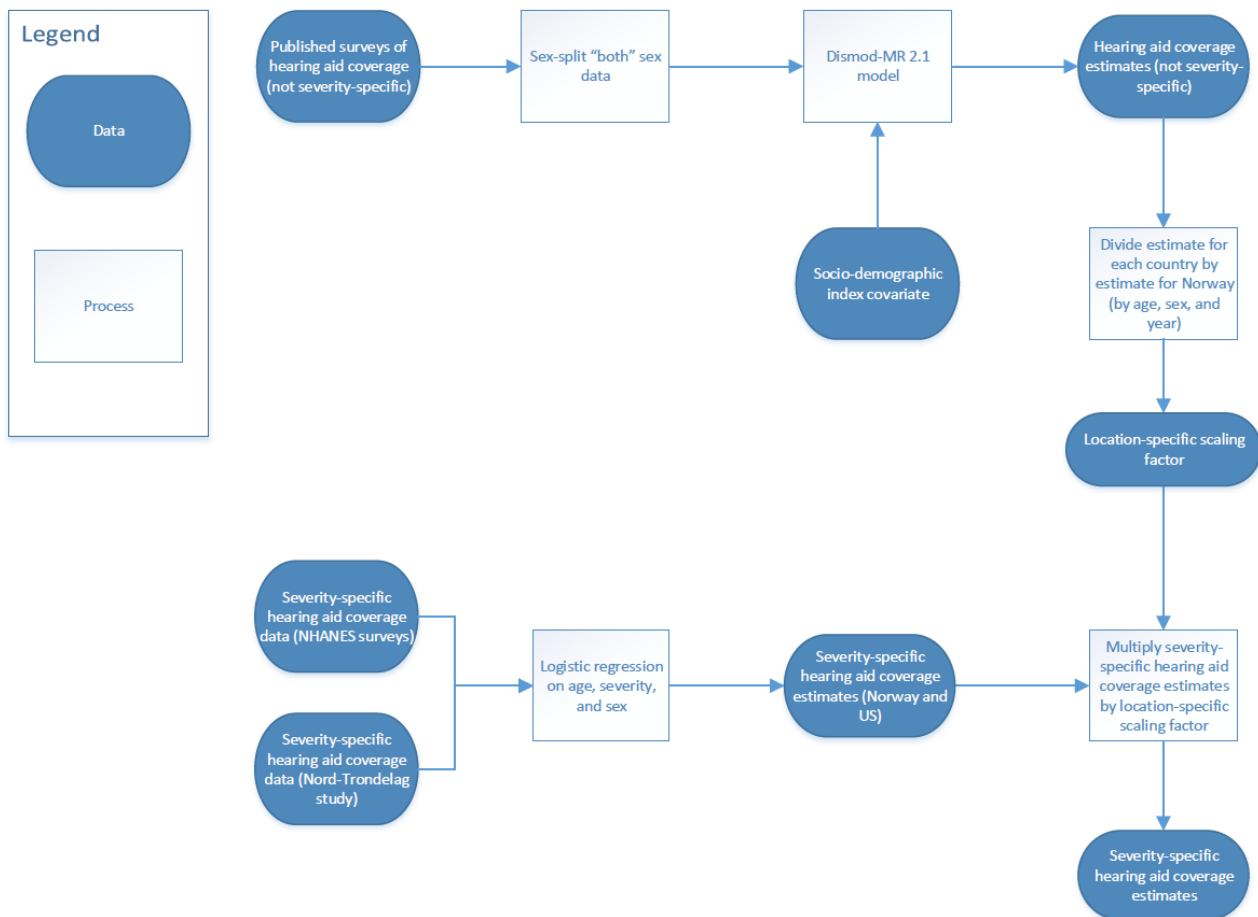 Legend
Data
Process
Published surveys of
hearing aid coverage
(not severity-specific)
Sex-split “both” sex
data
Dismod-MR 2.1
model
Hearing aid coverage
estimates (not severity-
specific)
Socio-demographic
index covariate
Divide estimate for
each country by
estimate for Norway
(by age, sex, and
year)
Location-specific scaling
factor
Severity-specific
hearing aid coverage
data (NHANES surveys)
Severity-specific
hearing aid coverage
data (Nord-Trondelag
study)
Logistic regression
on age, severity,
and sex
Severity-specific
hearing aid coverage
estimates (Norway and
US)
Multiply severity-
specific hearing aid
coverage estimates
by location-specific
scaling factor
Severity-specific
hearing aid coverage
estimates